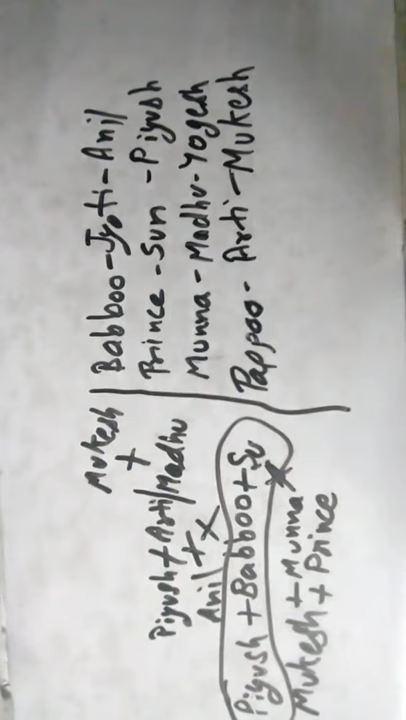 Mukesh
+
Piyush + Arti/Madhu
+
Anil X
Piyush + Babboo + Su
Mukesh + Munna
+ Prince
Babboo - Jyoti - Anil
Prince - Sun - Piyush
Munna - Madhu - Yogesh
Pappoo - Arti - Mukesh